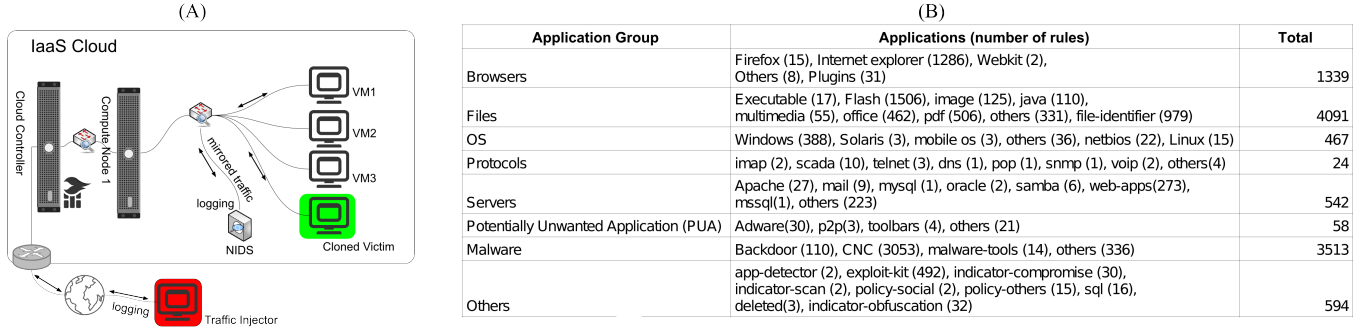 (A)
IaaS Cloud
Cloud Controller
Compute Node 1
VM1
VM2
VM3
mirrored traffic
logging
NIDS
Cloned Victim
logging
Traffic Injector
(B)
Application Group Applications (number of rules) Total
Browsers Firefox (15), Internet explorer (1286), Webkit (2),
Others (8), Plugins (31) 1339
Files Executable (17), Flash (1506), image (125), java (110),
multimedia (55), office (462), pdf (506), others (331), file-identifier (979) 4091
OS Windows (388), Solaris (3), mobile os (3), others (36), netbios (22), Linux (15) 467
Protocols imap (2), scada (10), telnet (3), dns (1), pop (1), snmp (1), voip (2), others(4) 24
Servers Apache (27), mail (9), mysql (1), oracle (2), samba (6), web-apps(273),
mssql(1), others (223) 542
Potentially Unwanted Application (PUA) Adware(30), p2p(3), toolbars (4), others (21) 58
Malware Backdoor (110), CNC (3053), malware-tools (14), others (336) 3513
Others app-detector (2), exploit-kit (492), indicator-compromise (30),
indicator-scan (2), policy-social (2), policy-others (15), sql (16),
deleted(3), indicator-obfuscation (32) 594